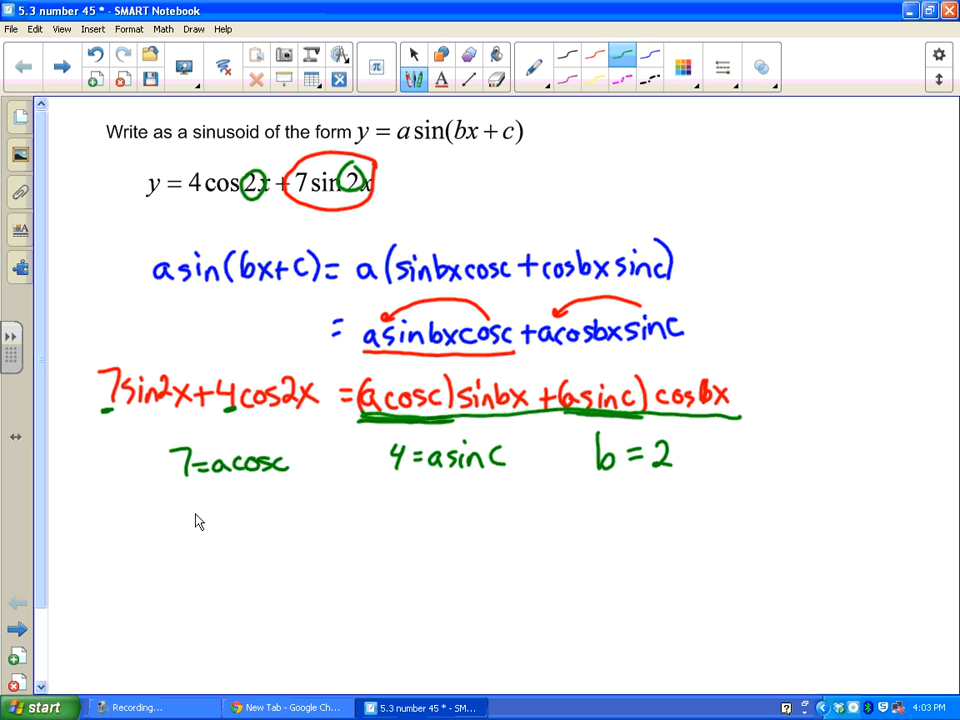 5.3 number 45 * - SMART Notebook
File Edit View Insert Format Math Draw Help
Write as a sinusoid of the form y = a sin(bx + c)
y = 4 cos 2x + 7 sin 2x
asin(bx+c) = a(sinbxcosc + cosbxsinc)
= asinbxcosc + acosbxsinc
7sin2x + 4cos2x = (acosc)sinbx + (asinc)cosbx
7 = acosc 4 = asinc b = 2
start Recording... New Tab - Google Ch... 5.3 number 45 * - SM... 4:03 PM